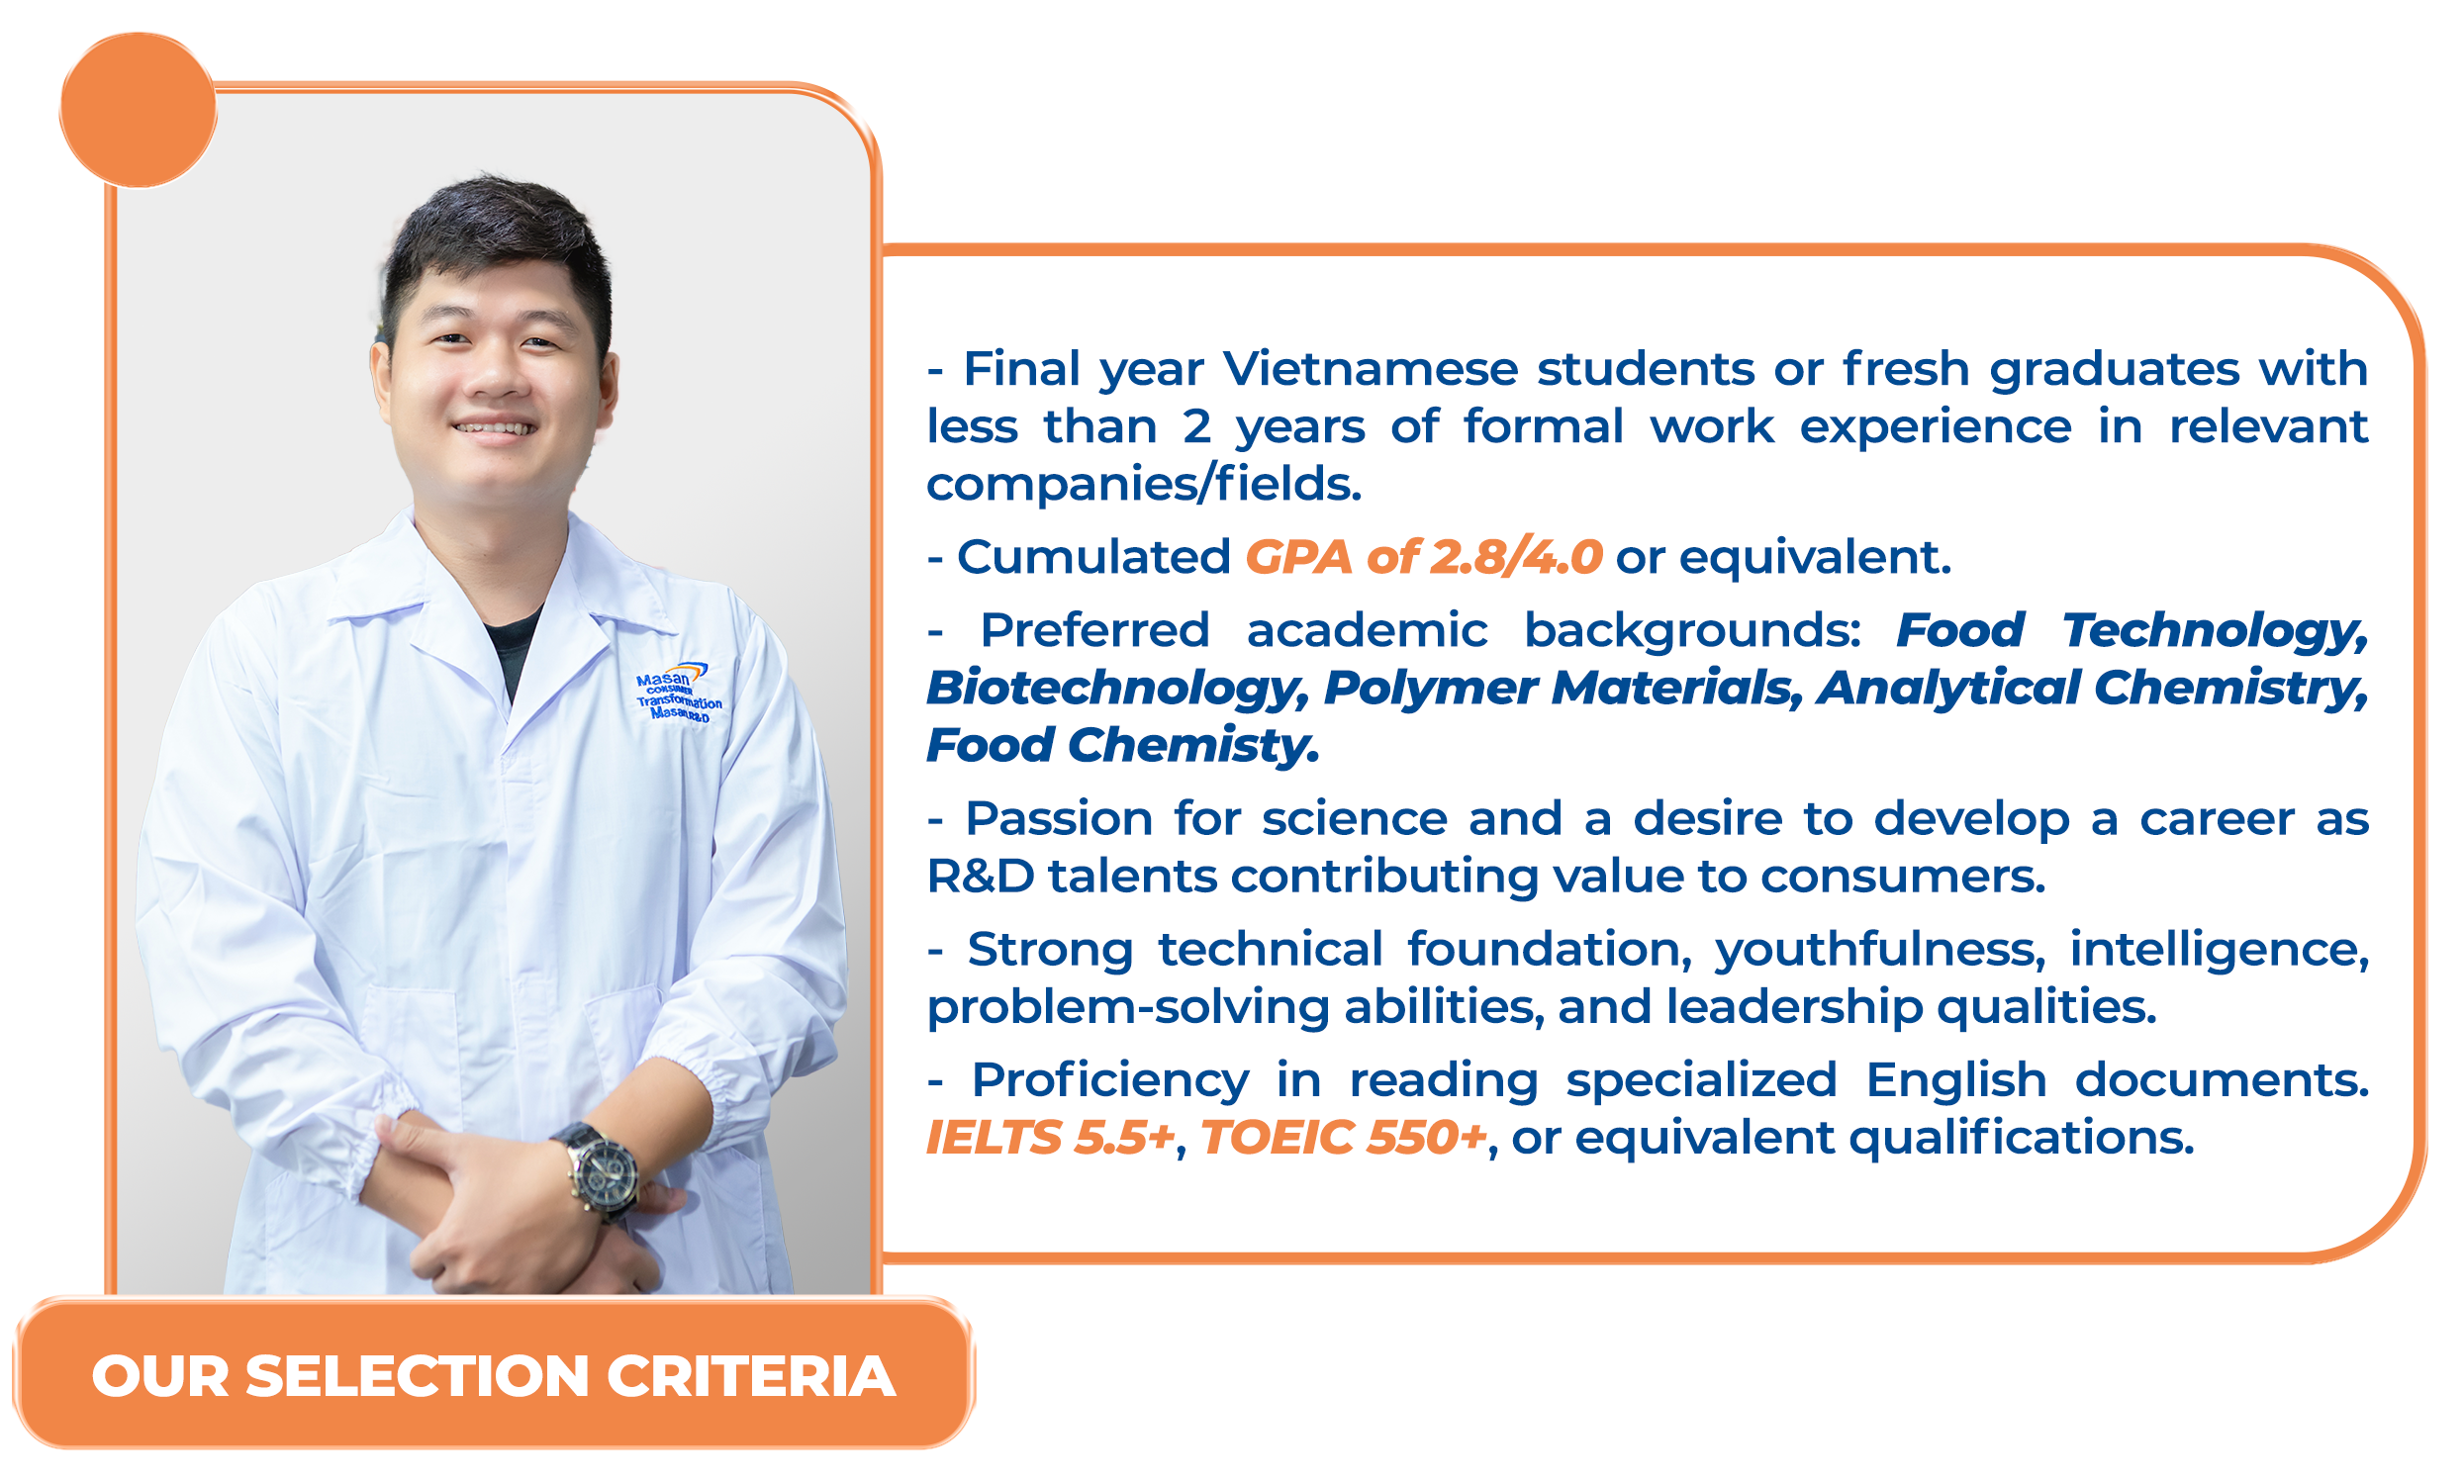 Masan
CONSUMER
Transformation
Masan R&D
- Final year Vietnamese students or fresh graduates with
less than 2 years of formal work experience in relevant
companies/fields.
- Cumulated GPA of 2.8/4.0 or equivalent.
- Preferred academic backgrounds: Food Technology,
Biotechnology, Polymer Materials, Analytical Chemistry,
Food Chemisty.
- Passion for science and a desire to develop a career as
R&D talents contributing value to consumers.
- Strong technical foundation, youthfulness, intelligence,
problem-solving abilities, and leadership qualities.
- Proficiency in reading specialized English documents.
IELTS 5.5+, TOEIC 550+, or equivalent qualifications.
OUR SELECTION CRITERIA